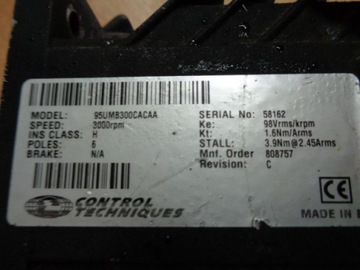 MODEL: 95UMB300CACAA
SPEED: 3000rpm
INS CLASS: H
POLES: 6
BRAKE: N/A
SERIAL No: 58162
Ke: 98Vrms/krpm
Kt: 1.6Nm/Arms
STALL: 3.9Nm@2.45Arms
Mnf. Order 808757
Revision: C
CONTROL
TECHNIQUES
CE
MADE IN